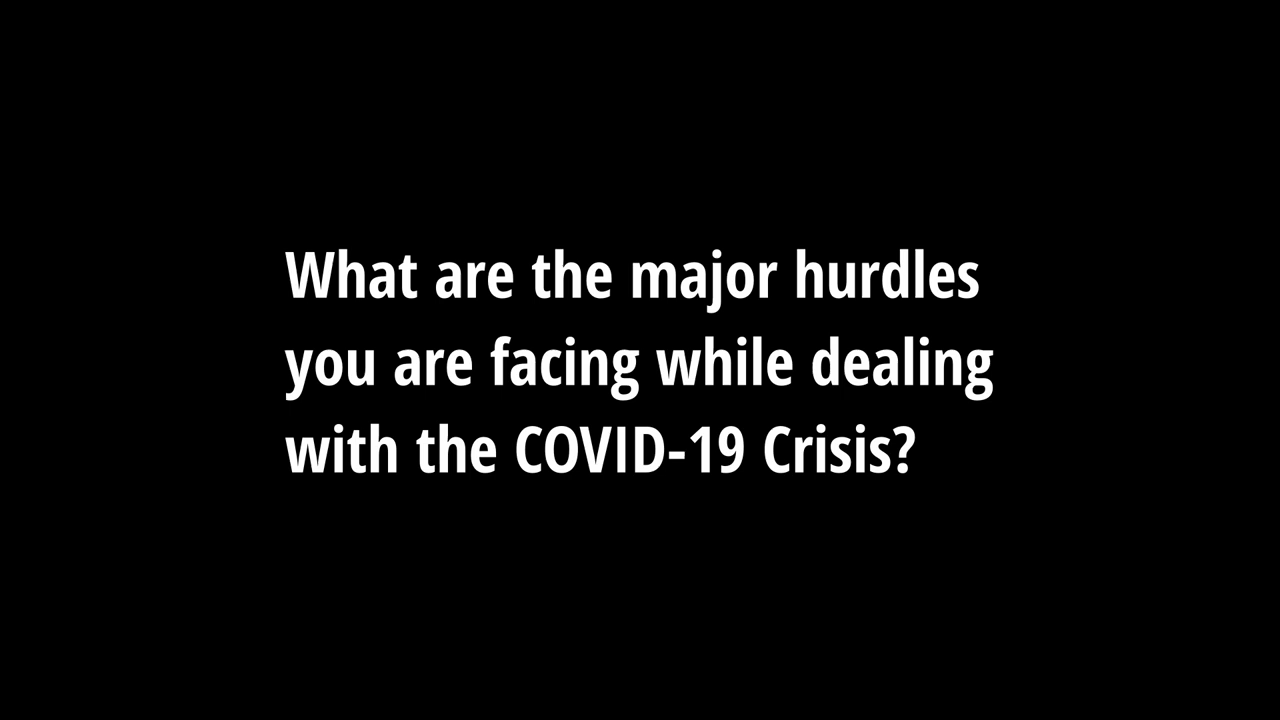 What are the major hurdles
you are facing while dealing
with the COVID-19 Crisis?